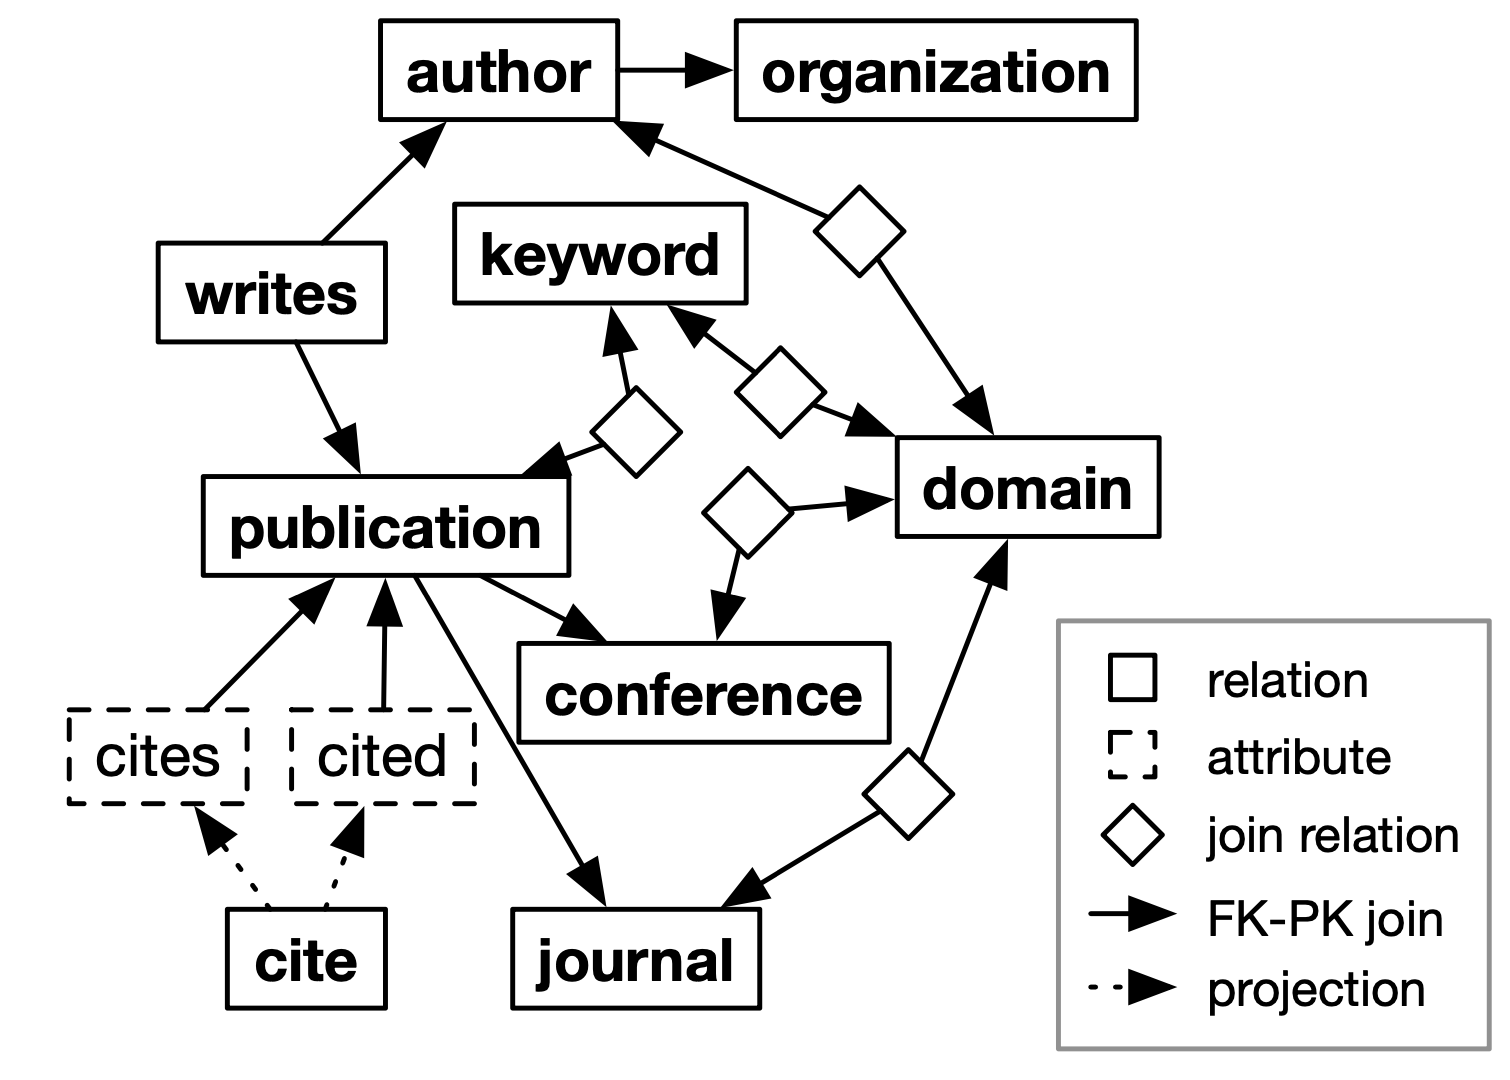 author
organization
keyword
writes
domain
publication
conference
cites
cited
cite
journal
relation
attribute
join relation
FK-PK join
projection